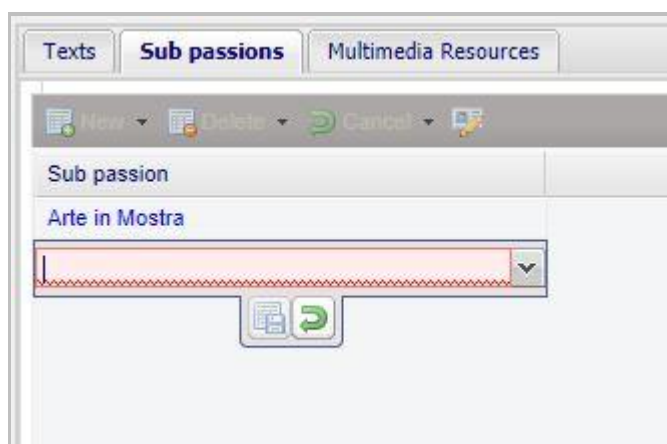 Texts Sub passions Multimedia Resources
New Delete Cancel
Sub passion
Arte in Mostra